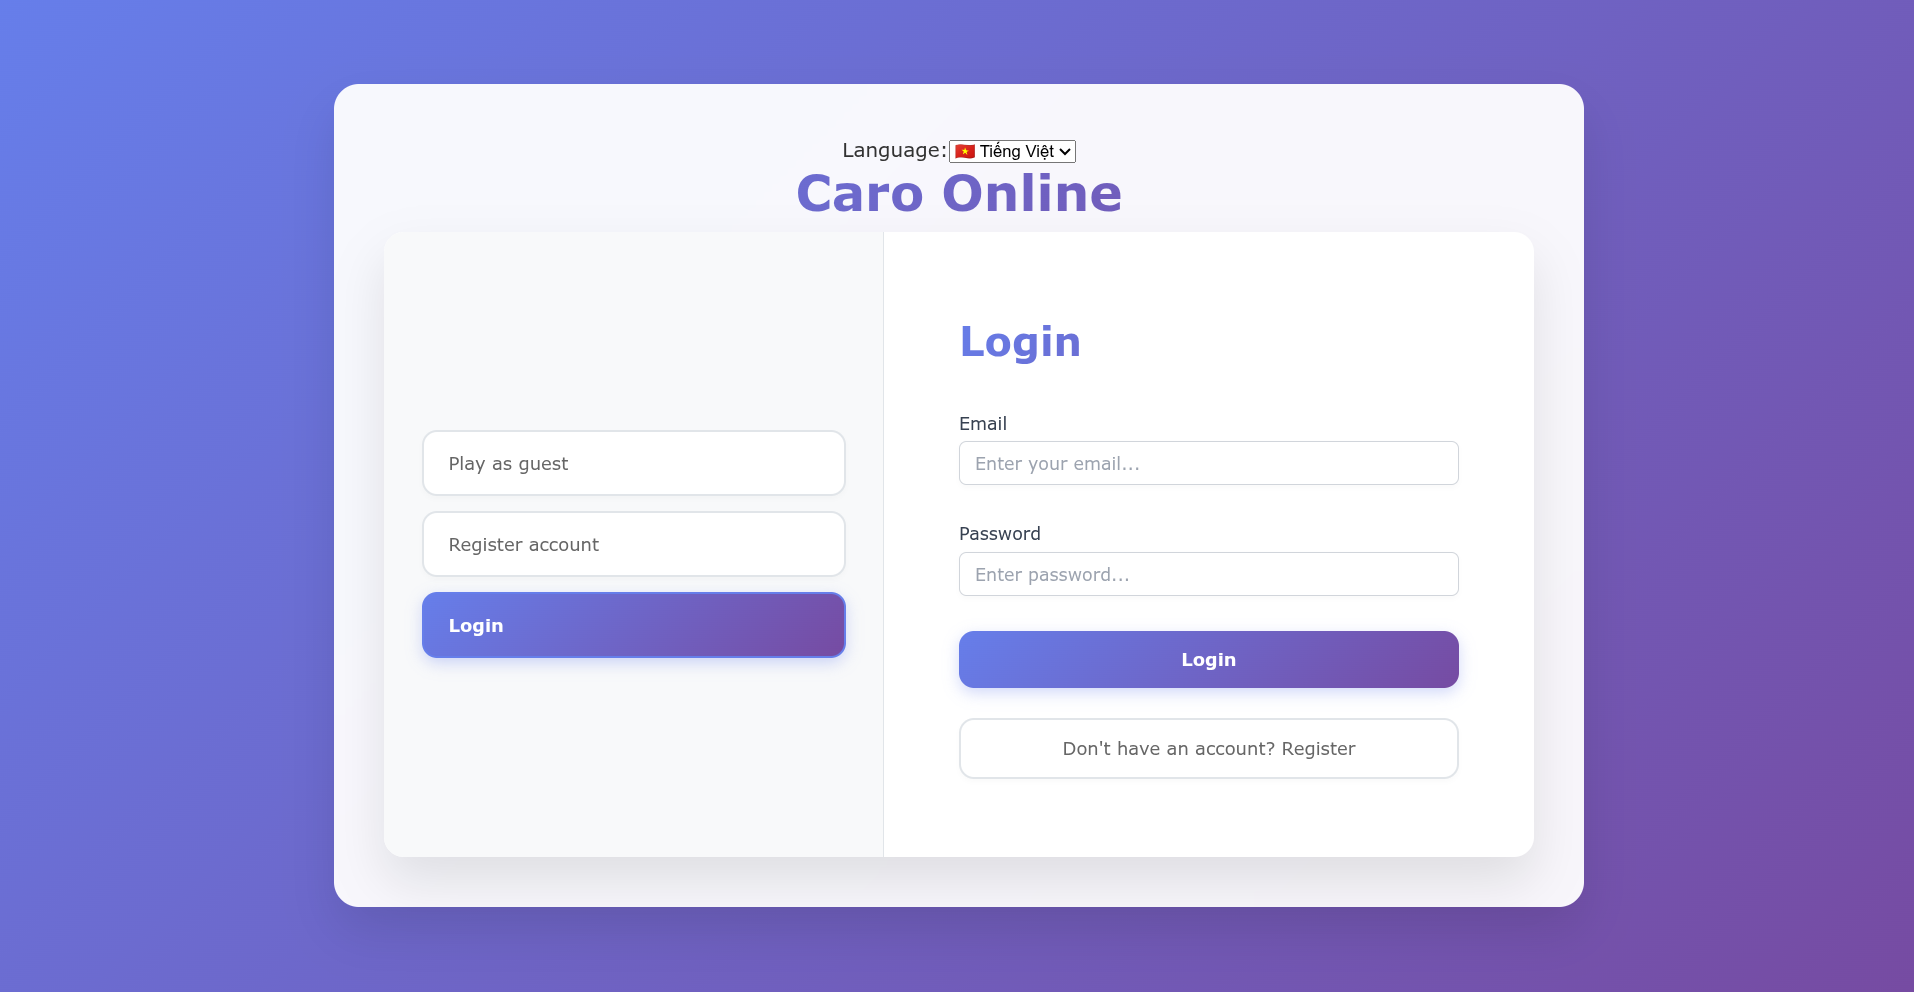 Language: 🇻🇳 Tiếng Việt
Caro Online
Play as guest
Register account
Login
Login
Email
Enter your email...
Password
Enter password...
Login
Don't have an account? Register